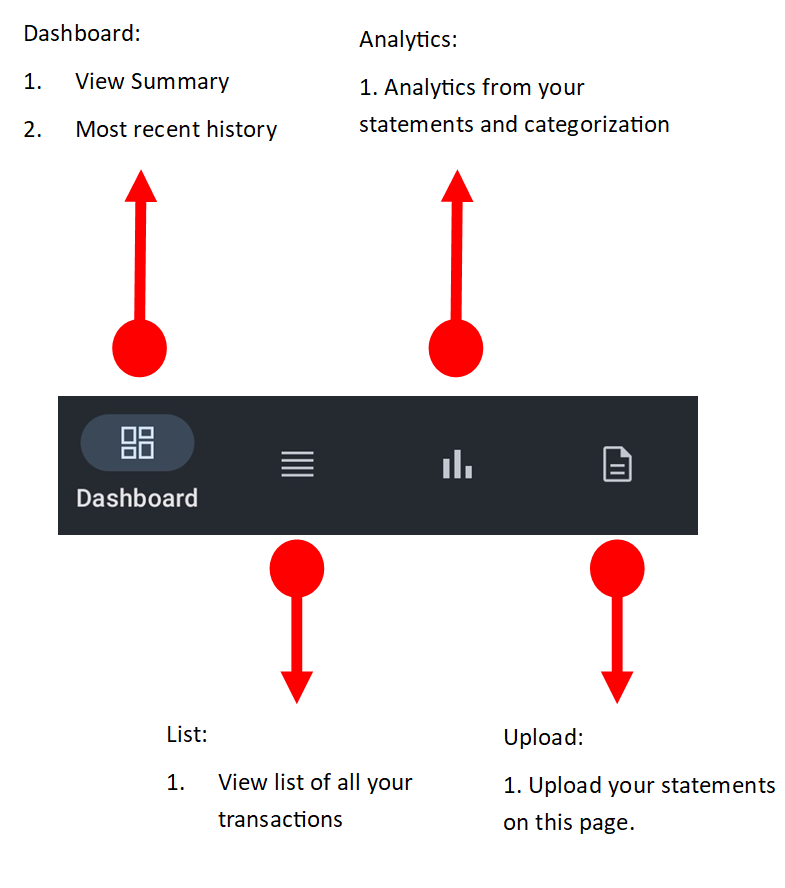 Dashboard:
1. View Summary
2. Most recent history
Analytics:
1. Analytics from your
statements and categorization
Dashboard
List:
1. View list of all your
transactions
Upload:
1. Upload your statements
on this page.